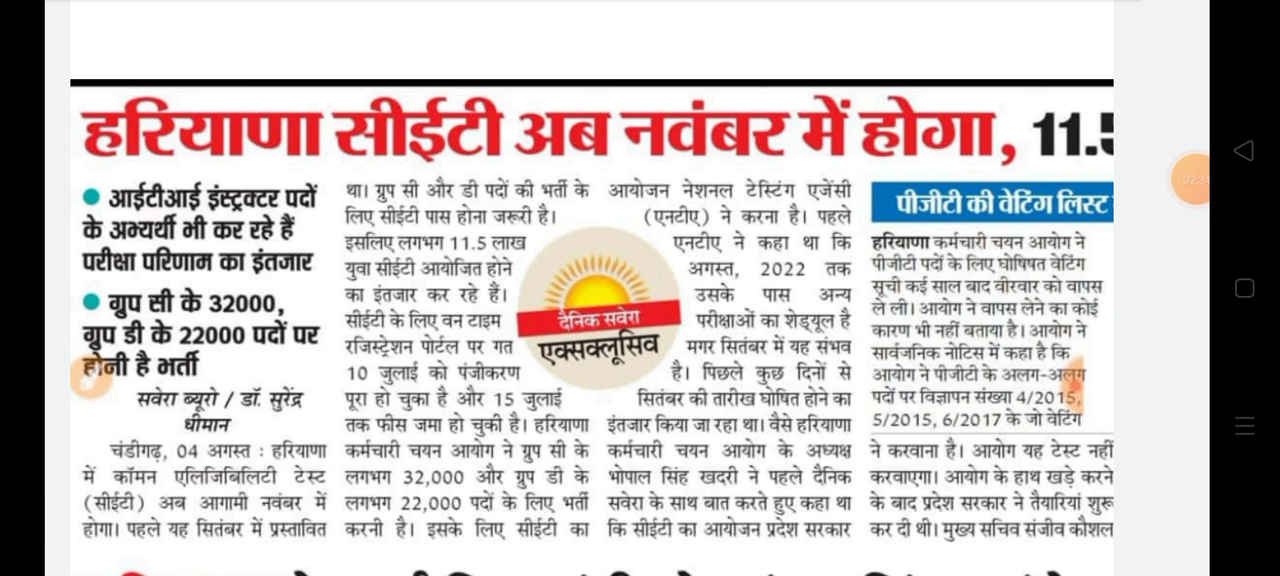 हरियाणा सीईटी अब नवंबर में होगा, 11.5
● आईटीआई इंस्ट्रक्टर पदों
के अभ्यर्थी भी कर रहे हैं
परीक्षा परिणाम का इंतजार
● ग्रुप सी के 32000,
ग्रुप डी के 22000 पदों पर
होनी है भर्ती
सवेरा ब्यूरो / डॉ. सुरेंद्र
धीमान
चंडीगढ़, 04 अगस्त : हरियाणा
में कॉमन एलिजिबिलिटी टेस्ट
(सीईटी) अब आगामी नवंबर में
होगा। पहले यह सितंबर में प्रस्तावित
था। ग्रुप सी और डी पदों की भर्ती के
लिए सीईटी पास होना जरूरी है।
इसलिए लगभग 11.5 लाख
युवा सीईटी आयोजित होने
का इंतजार कर रहे हैं।
सीईटी के लिए वन टाइम
रजिस्ट्रेशन पोर्टल पर गत
10 जुलाई को पंजीकरण
पूरा हो चुका है और 15 जुलाई
तक फीस जमा हो चुकी है। हरियाणा
कर्मचारी चयन आयोग ने ग्रुप सी के
लगभग 32,000 और ग्रुप डी के
लगभग 22,000 पदों के लिए भर्ती
करनी है। इसके लिए सीईटी का
दैनिक सवेरा
एक्सक्लूसिव
आयोजन नेशनल टेस्टिंग एजेंसी
(एनटीए) ने करना है। पहले
एनटीए ने कहा था कि
अगस्त, 2022 तक
उसके पास अन्य
परीक्षाओं का शेड्यूल है
मगर सितंबर में यह संभव
है। पिछले कुछ दिनों से
सितंबर की तारीख घोषित होने का
इंतजार किया जा रहा था। वैसे हरियाणा
कर्मचारी चयन आयोग के अध्यक्ष
भोपाल सिंह खदरी ने पहले दैनिक
सवेरा के साथ बात करते हुए कहा था
कि सीईटी का आयोजन प्रदेश सरकार
पीजीटी की वेटिंग लिस्ट
हरियाणा कर्मचारी चयन आयोग ने
पीजीटी पदों के लिए घोषिषत वेटिंग
सूची कई साल बाद वीरवार को वापस
ले ली। आयोग ने वापस लेने का कोई
कारण भी नहीं बताया है। आयोग ने
सार्वजनिक नोटिस में कहा है कि
आयोग ने पीजीटी के अलग-अलग
पदों पर विज्ञापन संख्या 4/2015,
5/2015, 6/2017 के जो वेटिंग
ने करवाना है। आयोग यह टेस्ट नहीं
करवाएगा। आयोग के हाथ खड़े करने
के बाद प्रदेश सरकार ने तैयारियां शुरू
कर दी थी। मुख्य सचिव संजीव कौशल